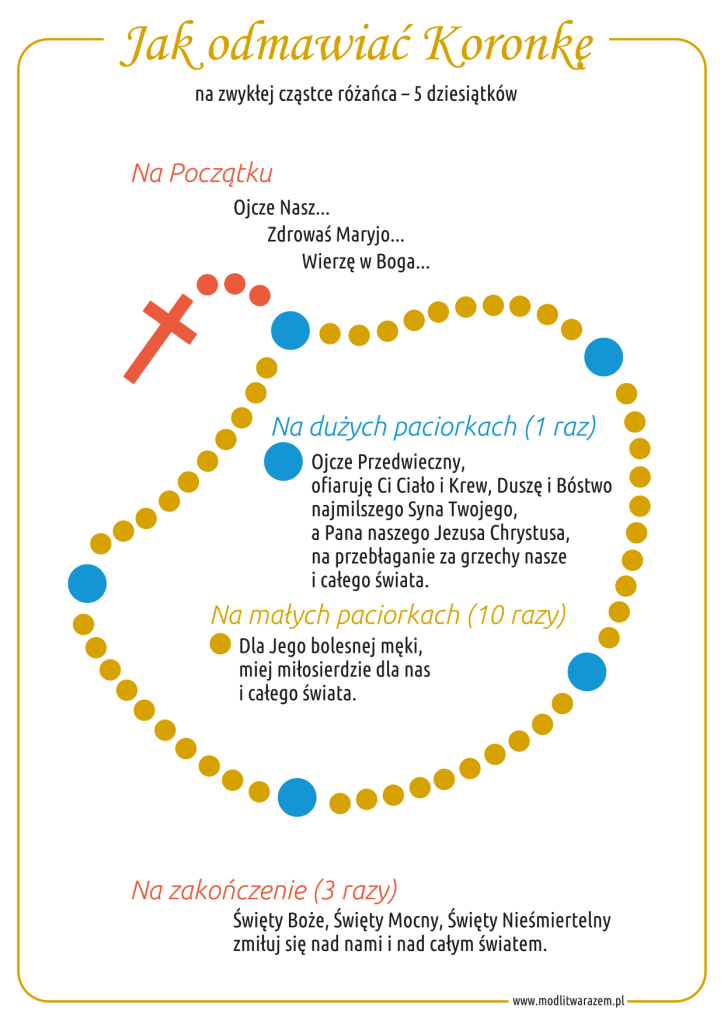 Jak odmawiać Koronkę
na zwykłej cząstce różańca – 5 dziesiątków
Na Początku
Ojcze Nasz...
Zdrowaś Maryjo...
Wierzę w Boga...
Na dużych paciorkach (1 raz)
Ojcze Przedwieczny,
ofiaruję Ci Ciało i Krew, Duszę i Bóstwo
najmilszego Syna Twojego,
a Pana naszego Jezusa Chrystusa,
na przebłaganie za grzechy nasze
i całego świata.
Na małych paciorkach (10 razy)
Dla Jego bolesnej męki,
miej miłosierdzie dla nas
i całego świata.
Na zakończenie (3 razy)
Święty Boże, Święty Mocny, Święty Nieśmiertelny
zmiłuj się nad nami i nad całym światem.
www.modlitwarazem.pl